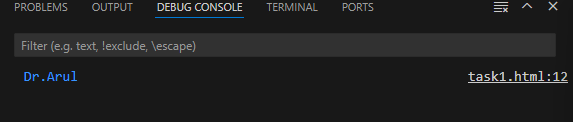 PROBLEMS OUTPUT DEBUG CONSOLE TERMINAL PORTS
Filter (e.g. text, !exclude, \escape)
Dr.Arul task1.html:12